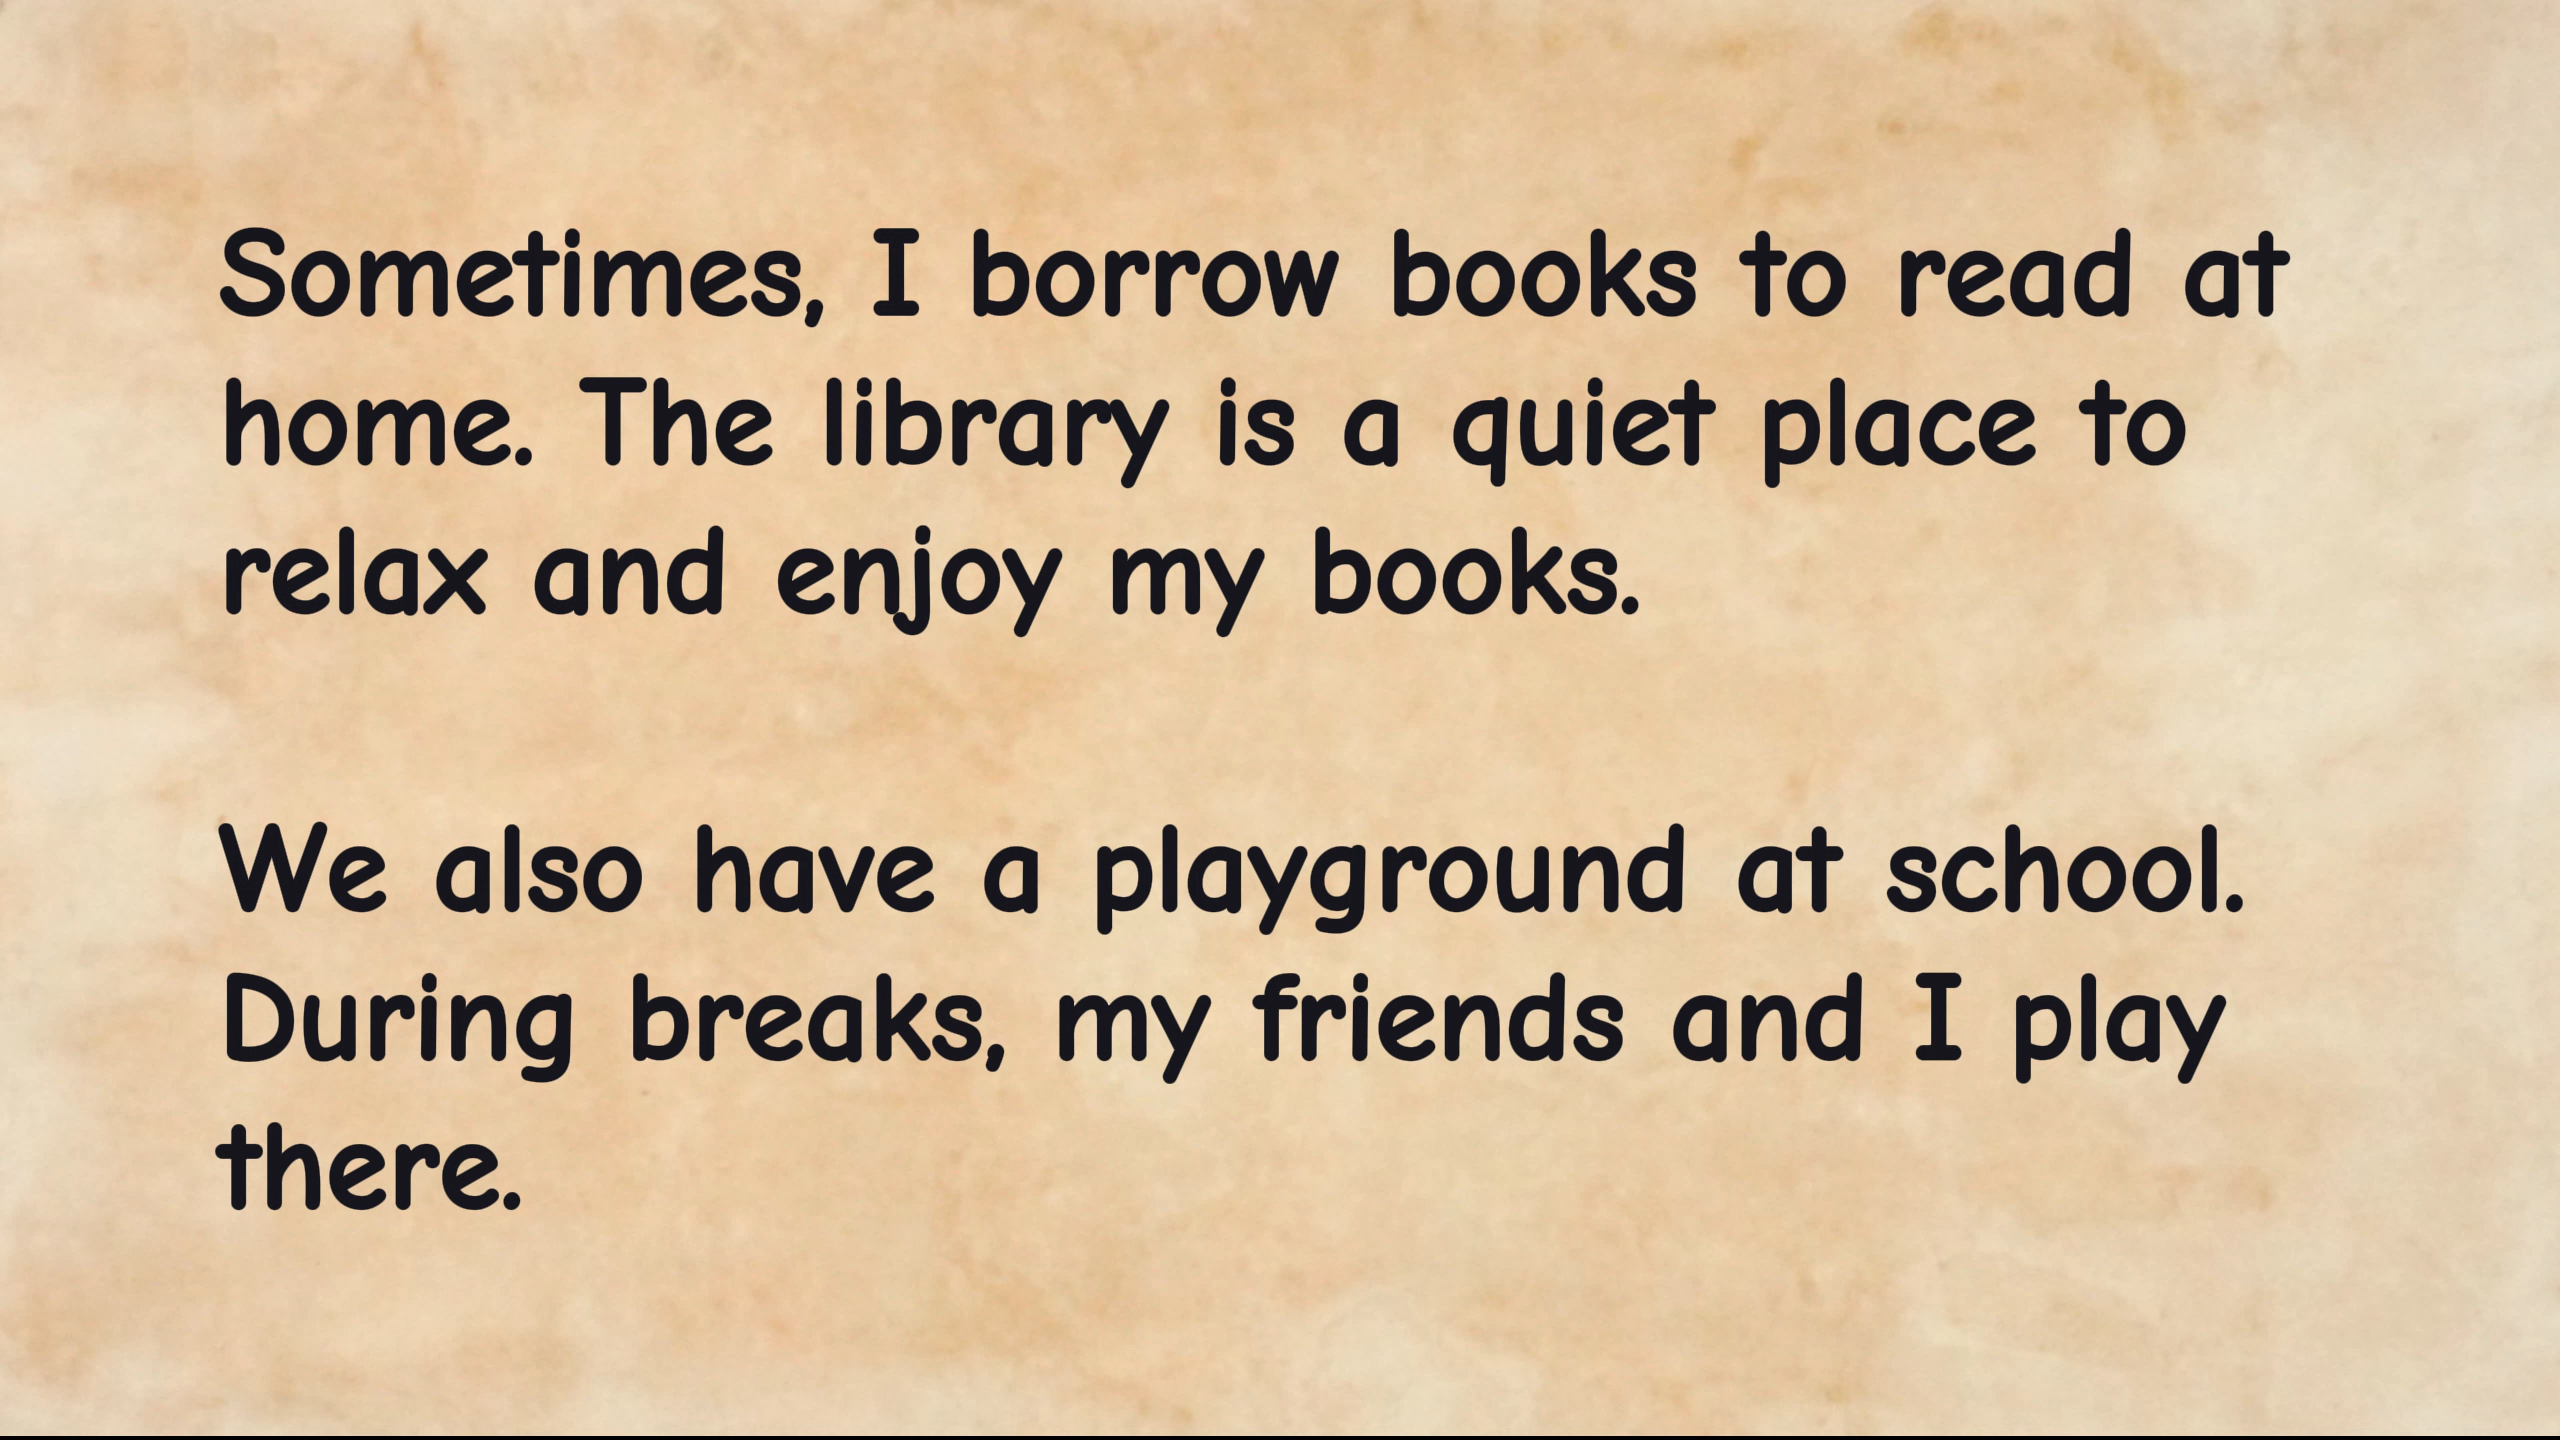 Sometimes, I borrow books to read at
home. The library is a quiet place to
relax and enjoy my books.
We also have a playground at school.
During breaks, my friends and I play
there.